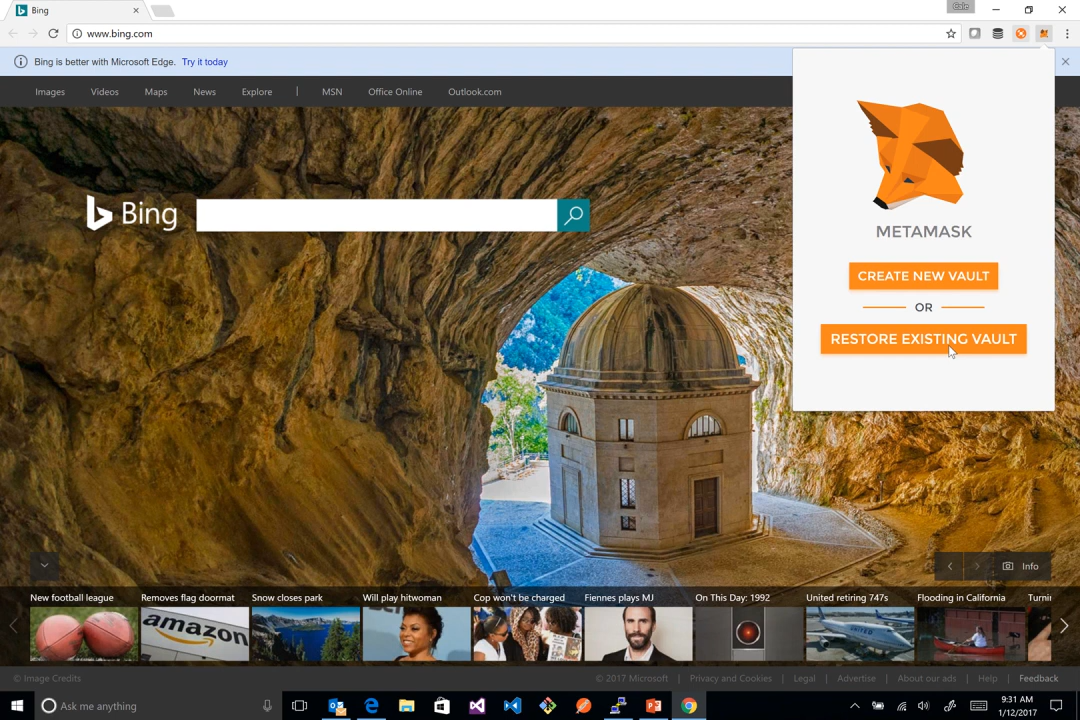 Bing
Cale
www.bing.com
Bing is better with Microsoft Edge. Try it today
Images Videos Maps News Explore | MSN Office Online Outlook.com
Bing
METAMASK
CREATE NEW VAULT
OR
RESTORE EXISTING VAULT
Info
New football league Removes flag doormat Snow closes park Will play hitwoman Cop won't be charged Fiennes plays MJ On This Day: 1992 United retiring 747s Flooding in California Turnin
amazon
UNITED
© Image Credits © 2017 Microsoft Privacy and Cookies Legal Advertise About our ads Help Feedback
Ask me anything
9:31 AM
1/12/2017